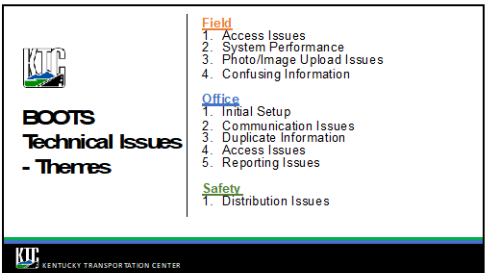 KTC
BOOTS
Technical Issues
- Themes
Field
1. Access Issues
2. System Performance
3. Photo/Image Upload Issues
4. Confusing Information
Office
1. Initial Setup
2. Communication Issues
3. Duplicate Information
4. Access Issues
5. Reporting Issues
Safety
1. Distribution Issues
KTC KENTUCKY TRANSPORTATION CENTER